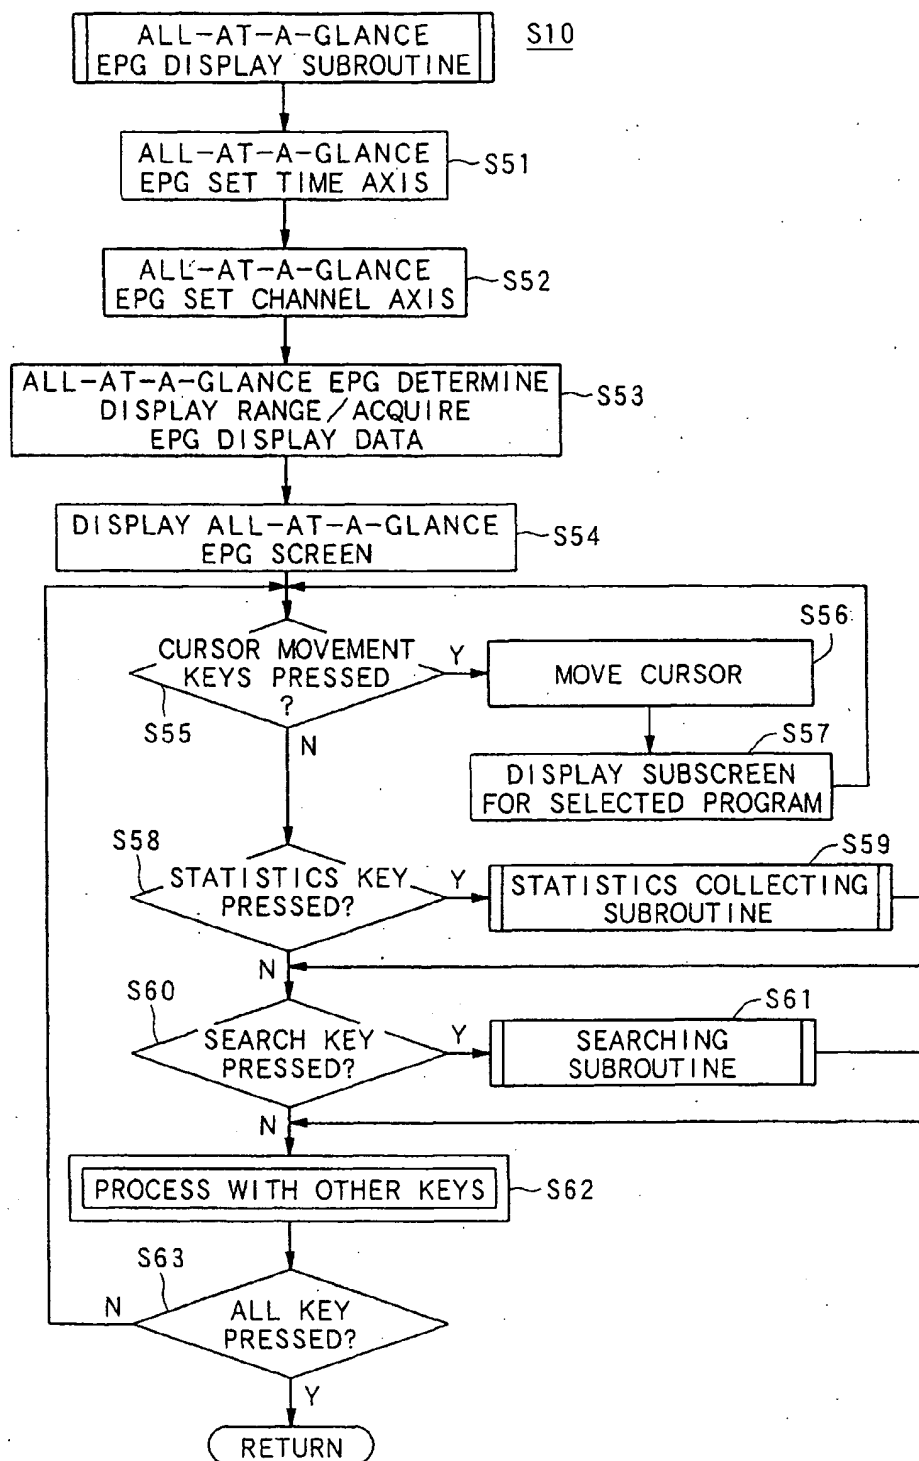 ALL-AT-A-GLANCE
EPG DISPLAY SUBROUTINE
S10
ALL-AT-A-GLANCE
EPG SET TIME AXIS
S51
ALL-AT-A-GLANCE
EPG SET CHANNEL AXIS
S52
ALL-AT-A-GLANCE EPG DETERMINE
DISPLAY RANGE/ACQUIRE
EPG DISPLAY DATA
S53
DISPLAY ALL-AT-A-GLANCE
EPG SCREEN
S54
CURSOR MOVEMENT
KEYS PRESSED
?
S55
Y
N
MOVE CURSOR
S56
DISPLAY SUBSCREEN
FOR SELECTED PROGRAM
S57
S58
STATISTICS KEY
PRESSED?
Y
N
STATISTICS COLLECTING
SUBROUTINE
S59
S60
SEARCH KEY
PRESSED?
Y
N
SEARCHING
SUBROUTINE
S61
PROCESS WITH OTHER KEYS
S62
S63
ALL KEY
PRESSED?
N
Y
RETURN